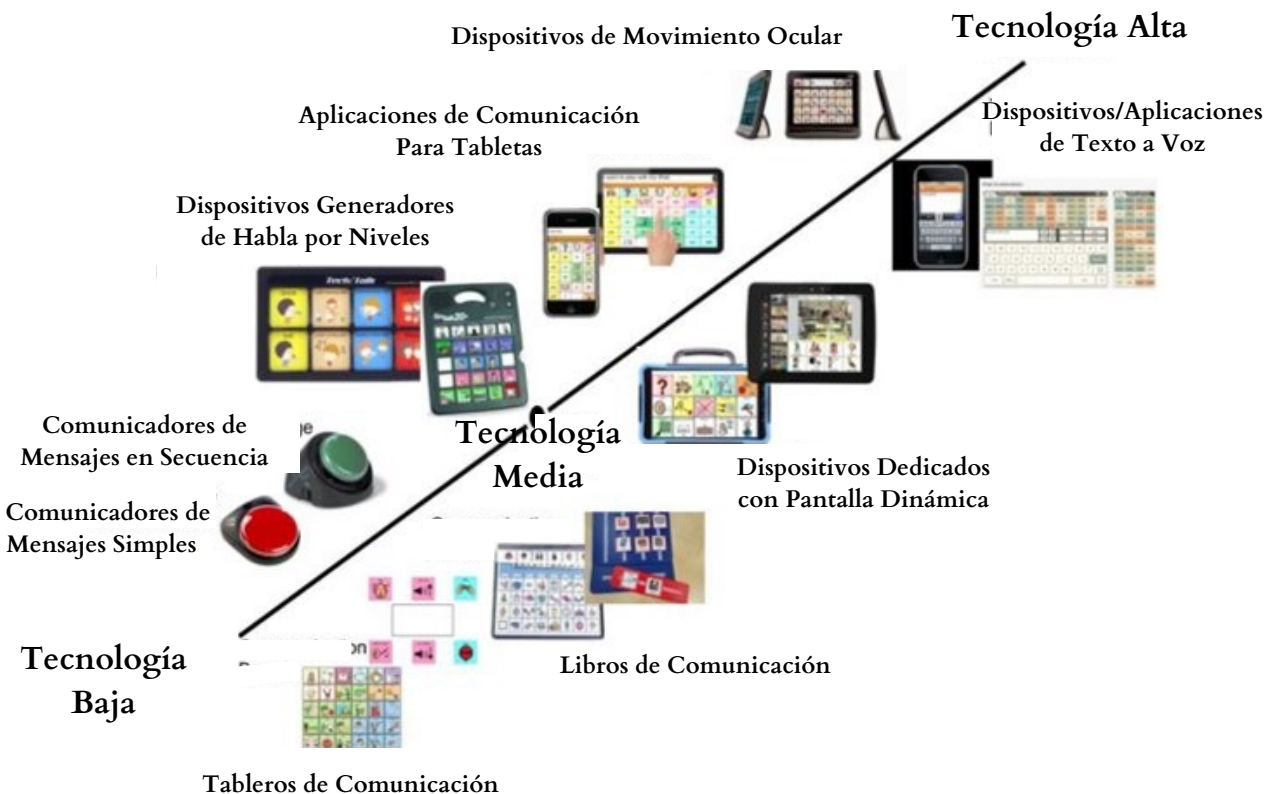 Tecnología Alta
Dispositivos de Movimiento Ocular
Dispositivos/Aplicaciones
de Texto a Voz
Aplicaciones de Comunicación
Para Tabletas
Dispositivos Generadores
de Habla por Niveles
Comunicadores de
Mensajes en Secuencia
Tecnología
Media
Dispositivos Dedicados
con Pantalla Dinámica
Comunicadores de
Mensajes Simples
Tecnología
Baja
Libros de Comunicación
Tableros de Comunicación